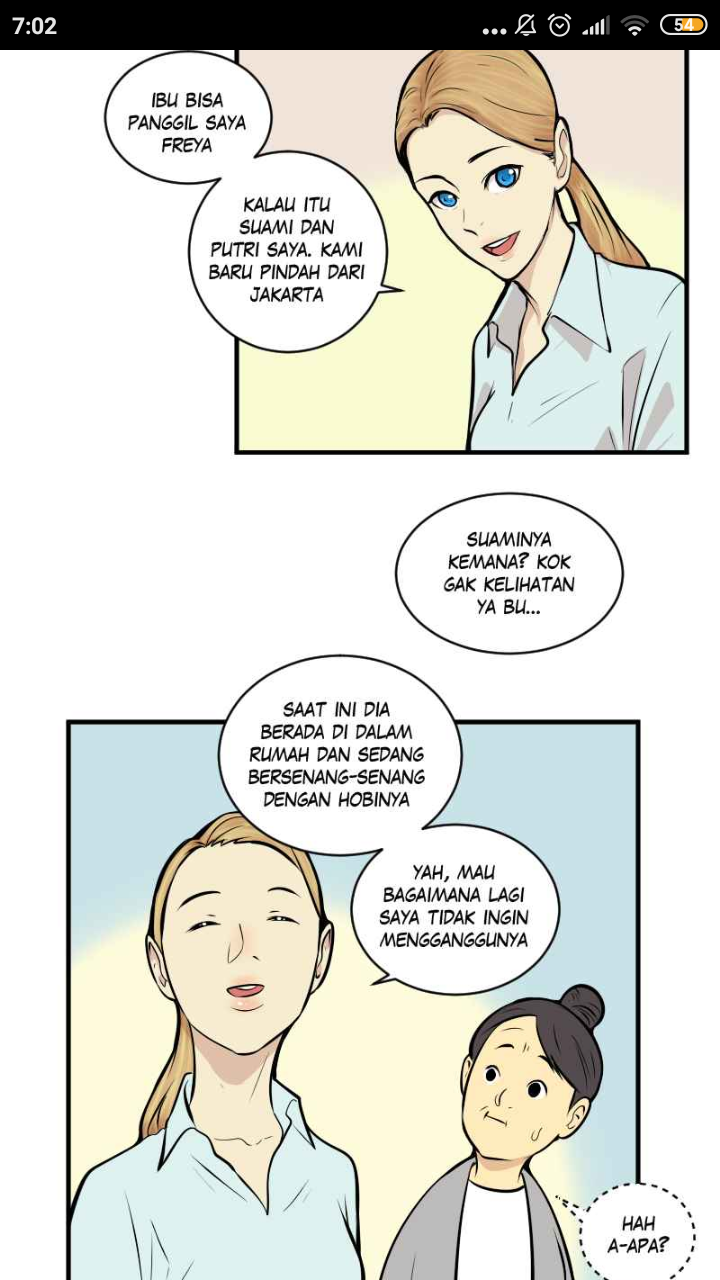 7:02
54
IBU BISA
PANGGIL SAYA
FREYA
KALAU ITU
SUAMI DAN
PUTRI SAYA. KAMI
BARU PINDAH DARI
JAKARTA
SUAMINYA
KEMANA? KOK
GAK KELIHATAN
YA BU...
SAAT INI DIA
BERADA DI DALAM
RUMAH DAN SEDANG
BERSENANG-SENANG
DENGAN HOBINYA
YAH, MAU
BAGAIMANA LAGI
SAYA TIDAK INGIN
MENGGANGGUNYA
HAH
A-APA?